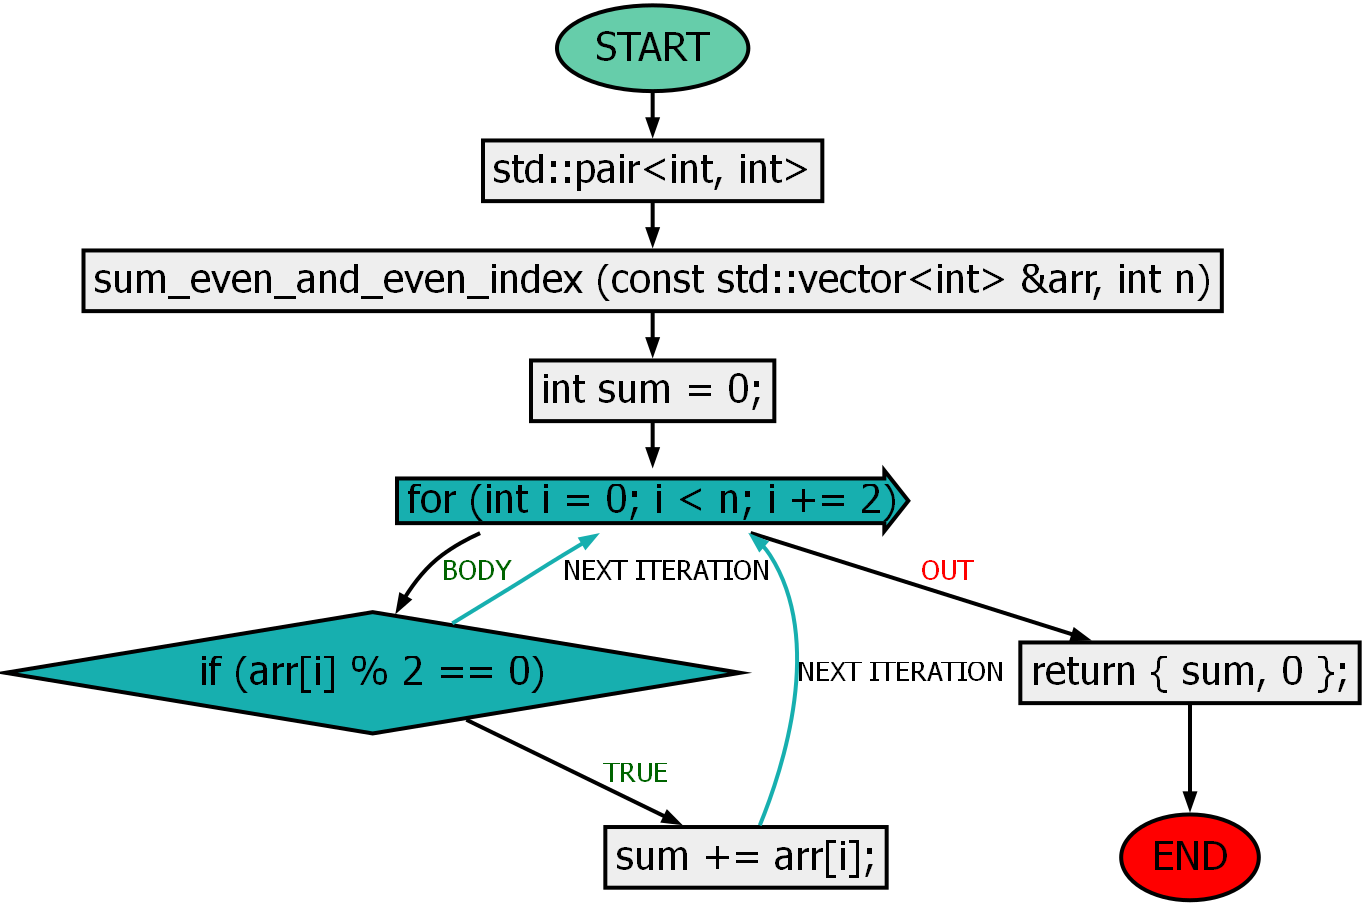 START
std::pair<int, int>
sum_even_and_even_index (const std::vector<int> &arr, int n)
int sum = 0;
for (int i = 0; i < n; i += 2)
BODY
NEXT ITERATION
OUT
if (arr[i] % 2 == 0)
NEXT ITERATION
return { sum, 0 };
TRUE
sum += arr[i];
END